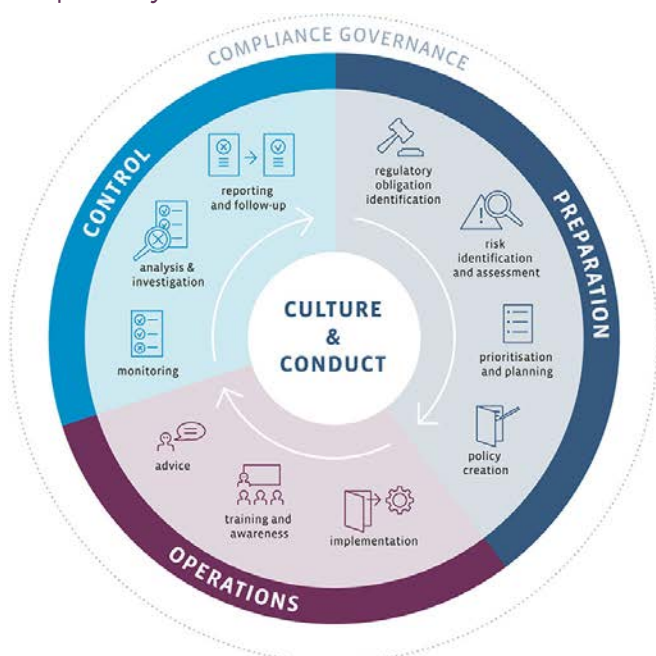 COMPLIANCE GOVERNANCE
PREPARATION
regulatory
obligation
identification
risk
identification
and assessment
prioritisation
and planning
policy
creation
OPERATIONS
implementation
training and
awareness
advice
CONTROL
monitoring
analysis &
investigation
reporting
and follow-up
CULTURE
&
CONDUCT